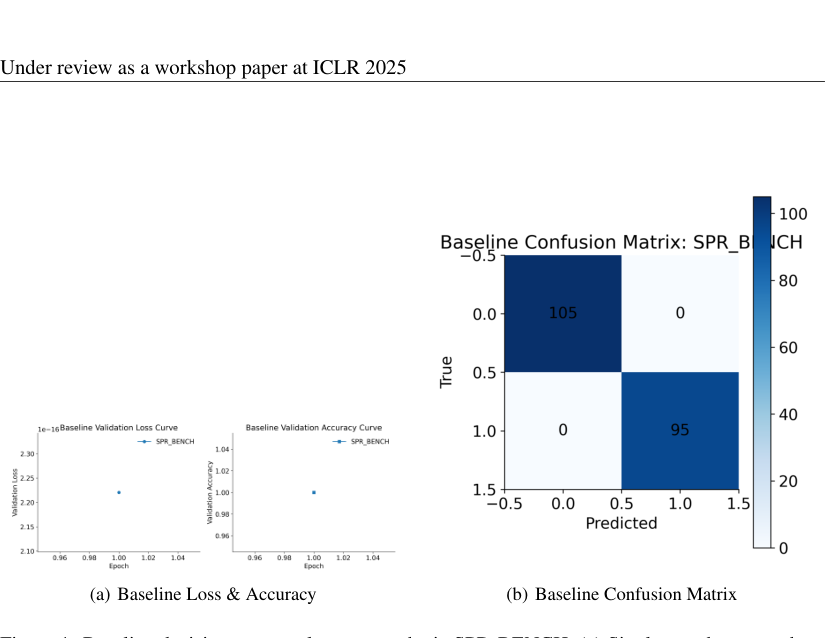 Under review as a workshop paper at ICLR 2025
1e−16
Baseline Validation Loss Curve
SPR_BENCH
2.30
2.25
2.20
2.15
2.10
Validation Loss
0.96 0.98 1.00 1.02 1.04
Epoch
Baseline Validation Accuracy Curve
SPR_BENCH
1.04
1.02
1.00
0.98
0.96
Validation Accuracy
0.96 0.98 1.00 1.02 1.04
Epoch
(a) Baseline Loss & Accuracy
Baseline Confusion Matrix: SPR_BENCH
−0.5
0.0
0.5
1.0
1.5
True
105 0
0 95
−0.5 0.0 0.5 1.0 1.5
Predicted
100
80
60
40
20
0
(b) Baseline Confusion Matrix